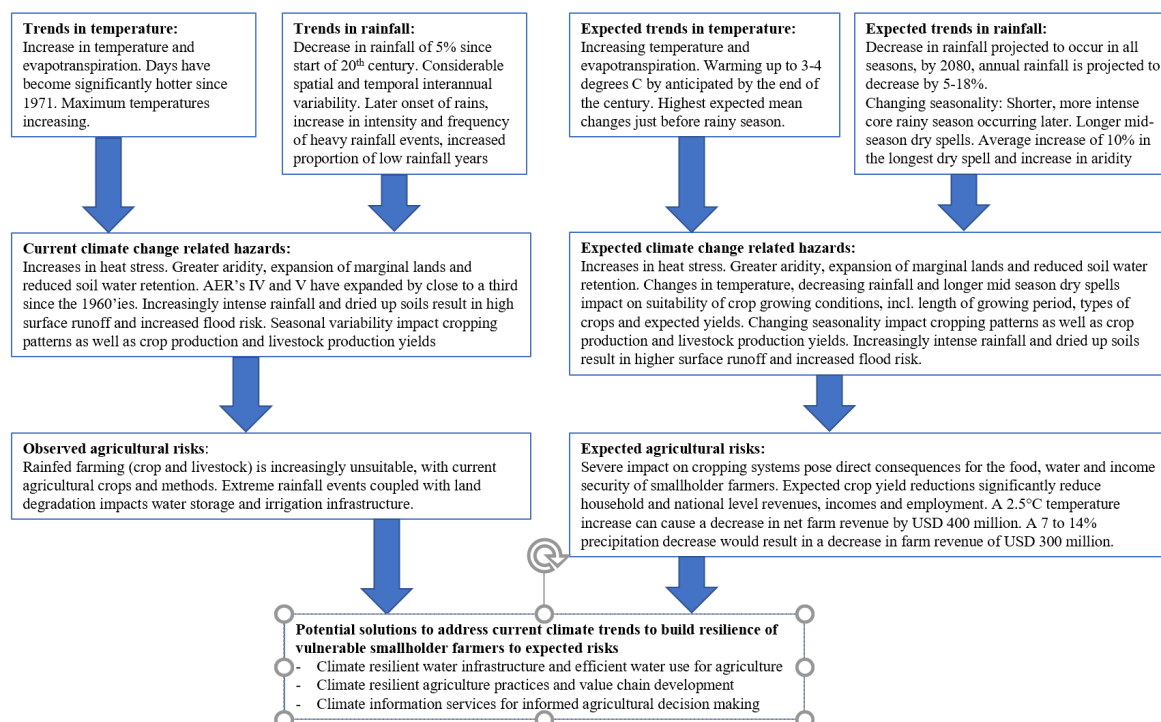 Trends in temperature:
Increase in temperature and
evapotranspiration. Days have
become significantly hotter since
1971. Maximum temperatures
increasing.
Trends in rainfall:
Decrease in rainfall of 5% since
start of 20th century. Considerable
spatial and temporal interannual
variability. Later onset of rains,
increase in intensity and frequency
of heavy rainfall events, increased
proportion of low rainfall years
Expected trends in temperature:
Increasing temperature and
evapotranspiration. Warming up to 3-4
degrees C by anticipated by the end of
the century. Highest expected mean
changes just before rainy season.
Expected trends in rainfall:
Decrease in rainfall projected to occur in all
seasons, by 2080, annual rainfall is projected to
decrease by 5-18%.
Changing seasonality: Shorter, more intense
core rainy season occurring later. Longer mid-
season dry spells. Average increase of 10% in
the longest dry spell and increase in aridity
Current climate change related hazards:
Increases in heat stress. Greater aridity, expansion of marginal lands and
reduced soil water retention. AER's IV and V have expanded by close to a third
since the 1960'ies. Increasingly intense rainfall and dried up soils result in high
surface runoff and increased flood risk. Seasonal variability impact cropping
patterns as well as crop production and livestock production yields
Expected climate change related hazards:
Increases in heat stress. Greater aridity, expansion of marginal lands and reduced soil water
retention. Changes in temperature, decreasing rainfall and longer mid season dry spells
impact on suitability of crop growing conditions, incl. length of growing period, types of
crops and expected yields. Changing seasonality impact cropping patterns as well as crop
production and livestock production yields. Increasingly intense rainfall and dried up soils
result in higher surface runoff and increased flood risk.
Observed agricultural risks:
Rainfed farming (crop and livestock) is increasingly unsuitable, with current
agricultural crops and methods. Extreme rainfall events coupled with land
degradation impacts water storage and irrigation infrastructure.
Expected agricultural risks:
Severe impact on cropping systems pose direct consequences for the food, water and income
security of smallholder farmers. Expected crop yield reductions significantly reduce
household and national level revenues, incomes and employment. A 2.5°C temperature
increase can cause a decrease in net farm revenue by USD 400 million. A 7 to 14%
precipitation decrease would result in a decrease in farm revenue of USD 300 million.
Potential solutions to address current climate trends to build resilience of
vulnerable smallholder farmers to expected risks
- Climate resilient water infrastructure and efficient water use for agriculture
- Climate resilient agriculture practices and value chain development
- Climate information services for informed agricultural decision making